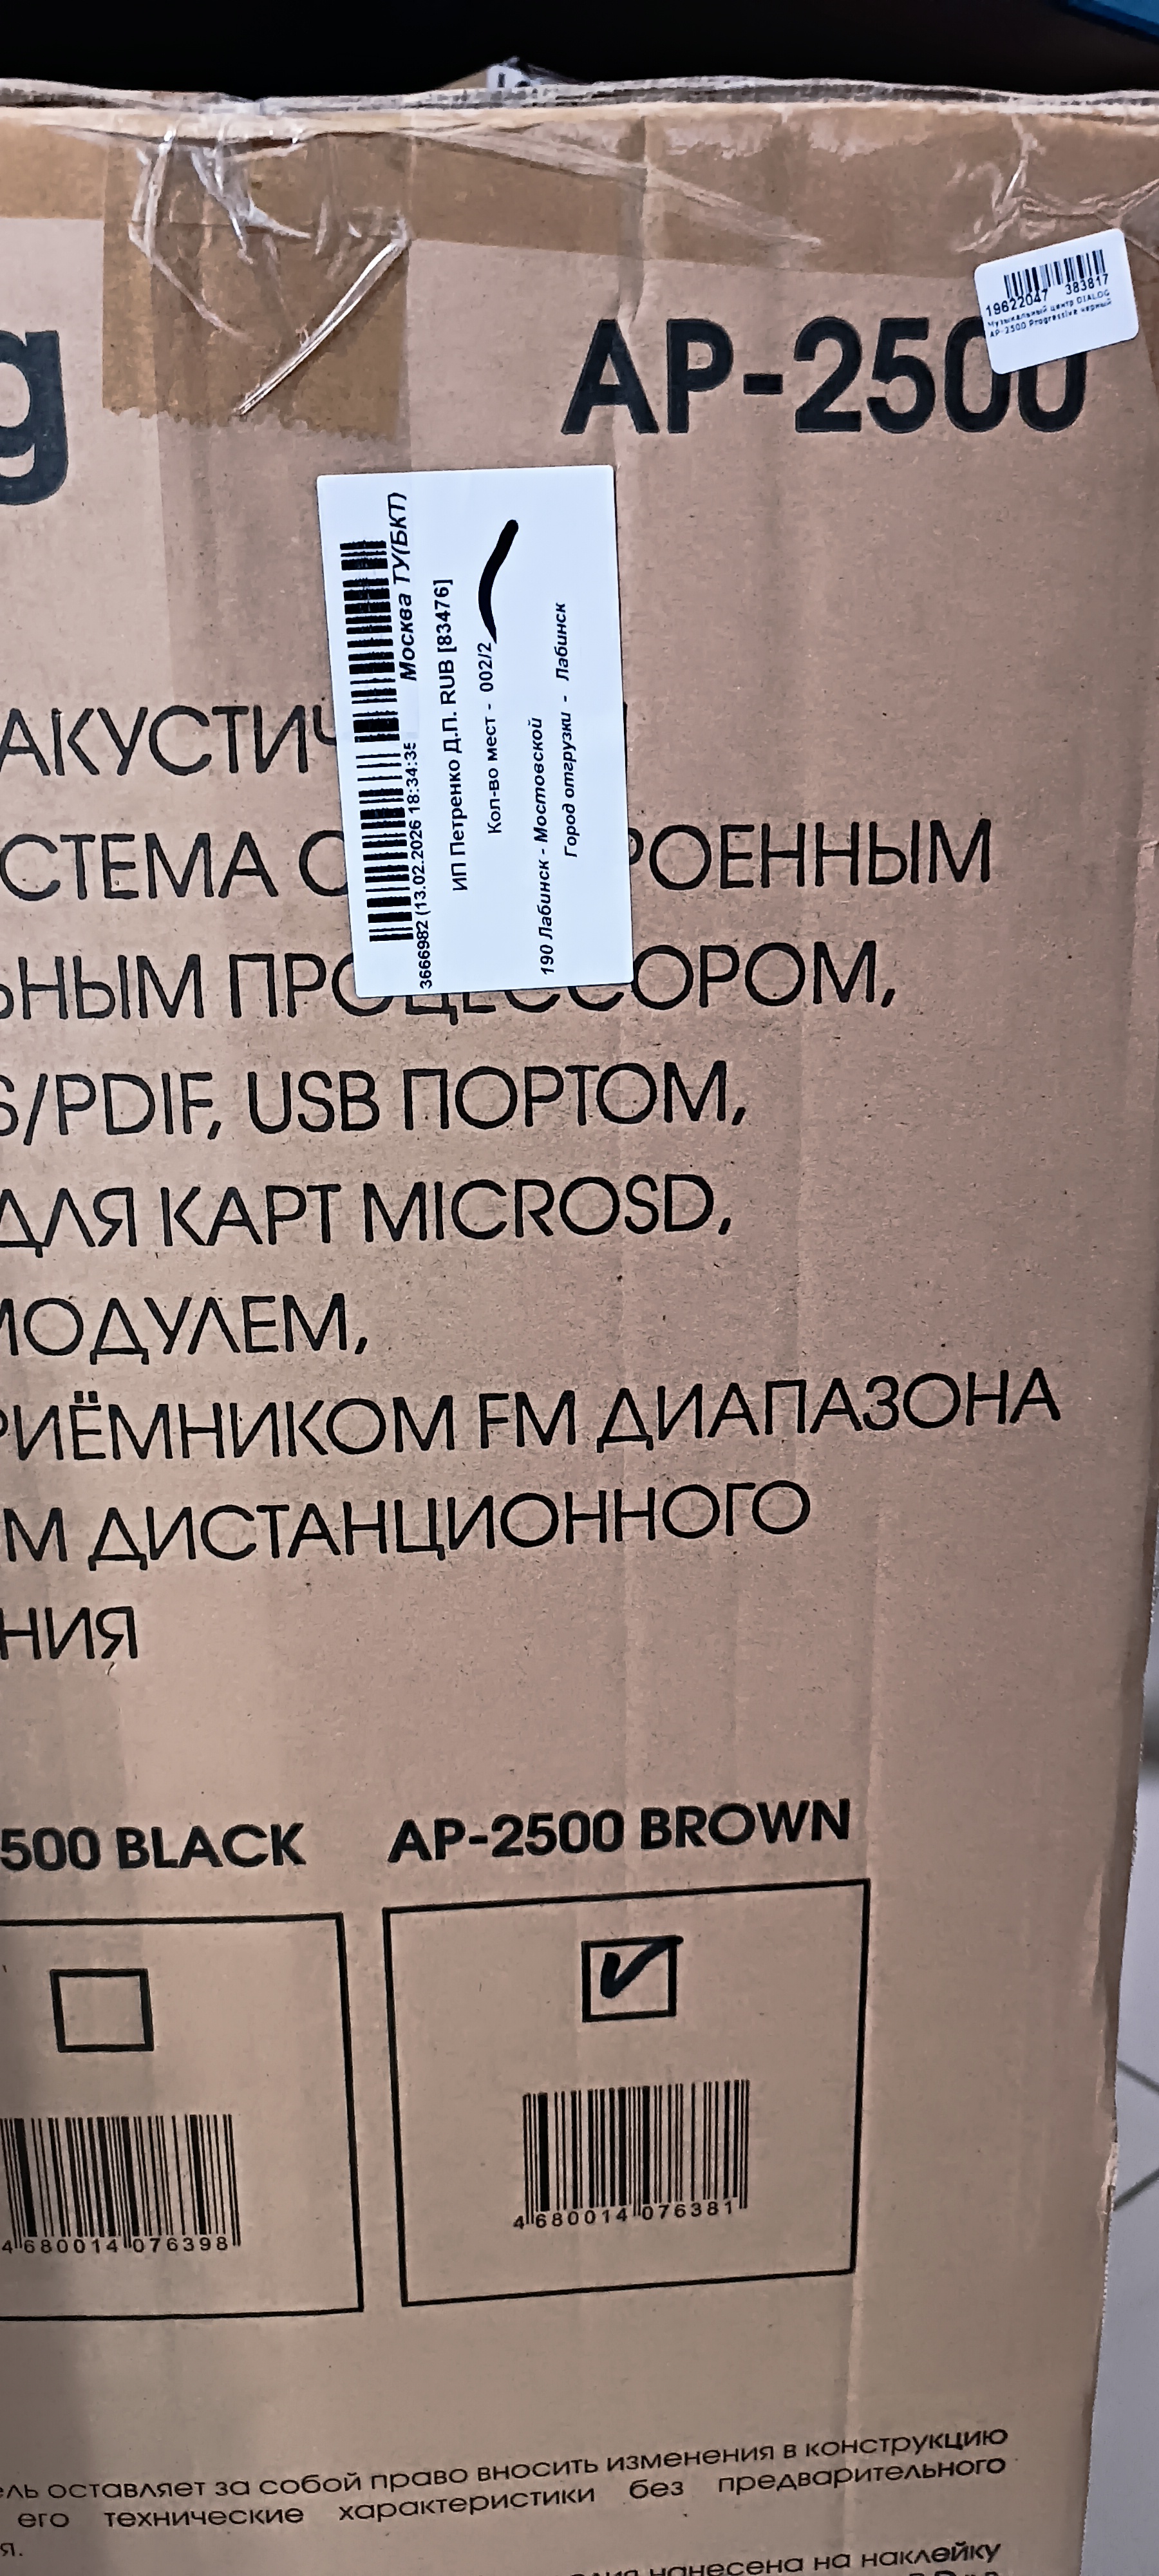 g
AP-2500
19622047 383817
Музыкальный центр DIALOG
AP-2500 Progressive черный
3666982 (13.02.2026 18:34:35
Москва ТУ(БКТ)
ИП Петренко Д.П. RUB [83476]
Кол-во мест - 002/2
190 Лабинск - Мостовской
Город отгрузки - Лабинск
АКУСТИЧ
СТЕМА С РОЕННЫМ
ЬНЫМ ПРОЦЕССОРОМ,
S/PDIF, USB ПОРТОМ,
ДЛЯ КАРТ MICROSD,
МОДУЛЕМ,
РИЁМНИКОМ FM ДИАПАЗОНА
М ДИСТАНЦИОННОГО
НИЯ
500 BLACK
AP-2500 BROWN
4 680014 076398
4 680014 076381
ель оставляет за собой право вносить изменения в конструкцию
его технические характеристики без предварительного
я.
нанесена на наклейку